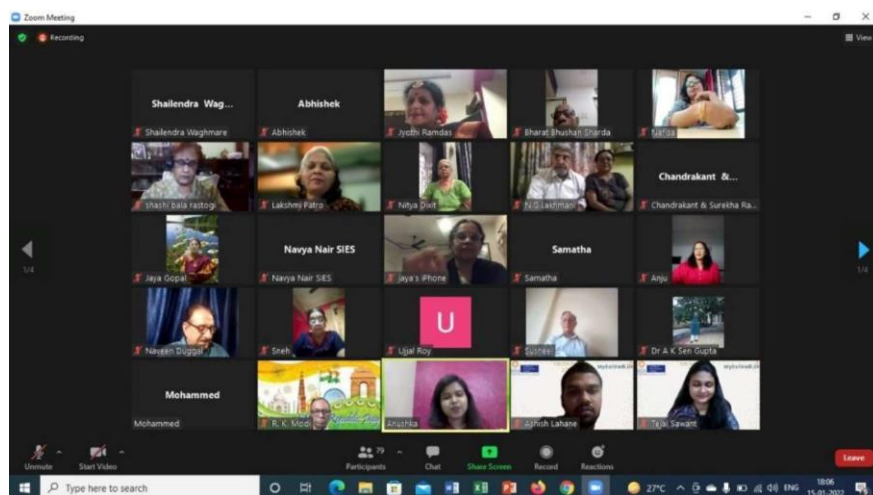 Zoom Meeting
Recording
View
Shailendra Wag...
Shailendra Waghmare
Abhishek
Abhishek
Jyothi Ramdas
Bharat Bhushan Sharda
Nafisa
shashi bala rastogi
Lakshmi Patro
Nitya Dixit
N G Lakhmani
Chandrakant &...
Chandrakant & Surekha Ra...
1/4
Jaya Gopal
Navya Nair SIES
Navya Nair SIES
jaya's iPhone
Samatha
Samatha
Anju
1/4
Naveen Duggal
Sneh
U
Ujjal Roy
Susheel
Dr A K Sen Gupta
Mohammed
Mohammed
R. K. Modi
Anushka
Ashish Lahane
Tejal Sawant
Unmute
Start Video
79
Participants
Chat
Share Screen
Record
Reactions
Leave
Type here to search
27°C
ENG
18:06
15-01-2022